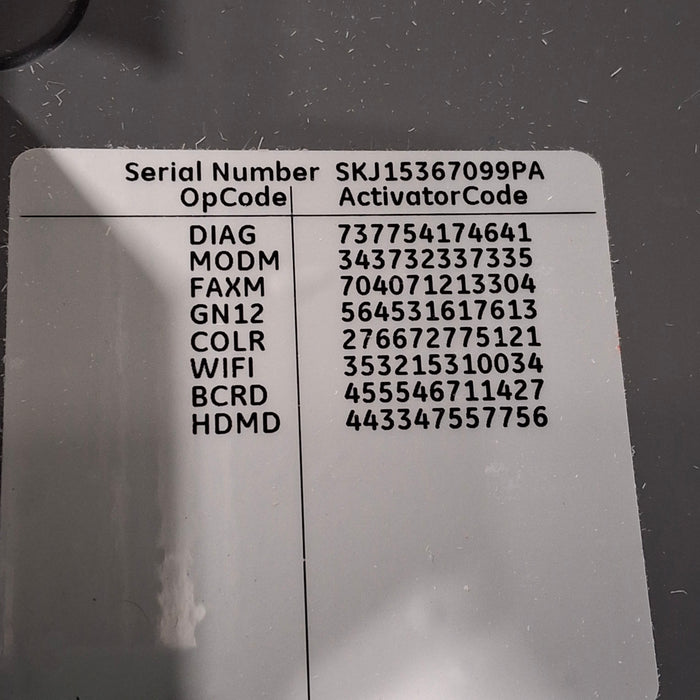 Serial Number SKJ15367099PA
OpCode ActivatorCode
DIAG 737754174641
MODM 343732337335
FAXM 704071213304
GN12 564531617613
COLR 276672775121
WIFI 353215310034
BCRD 455546711427
HDMD 443347557756